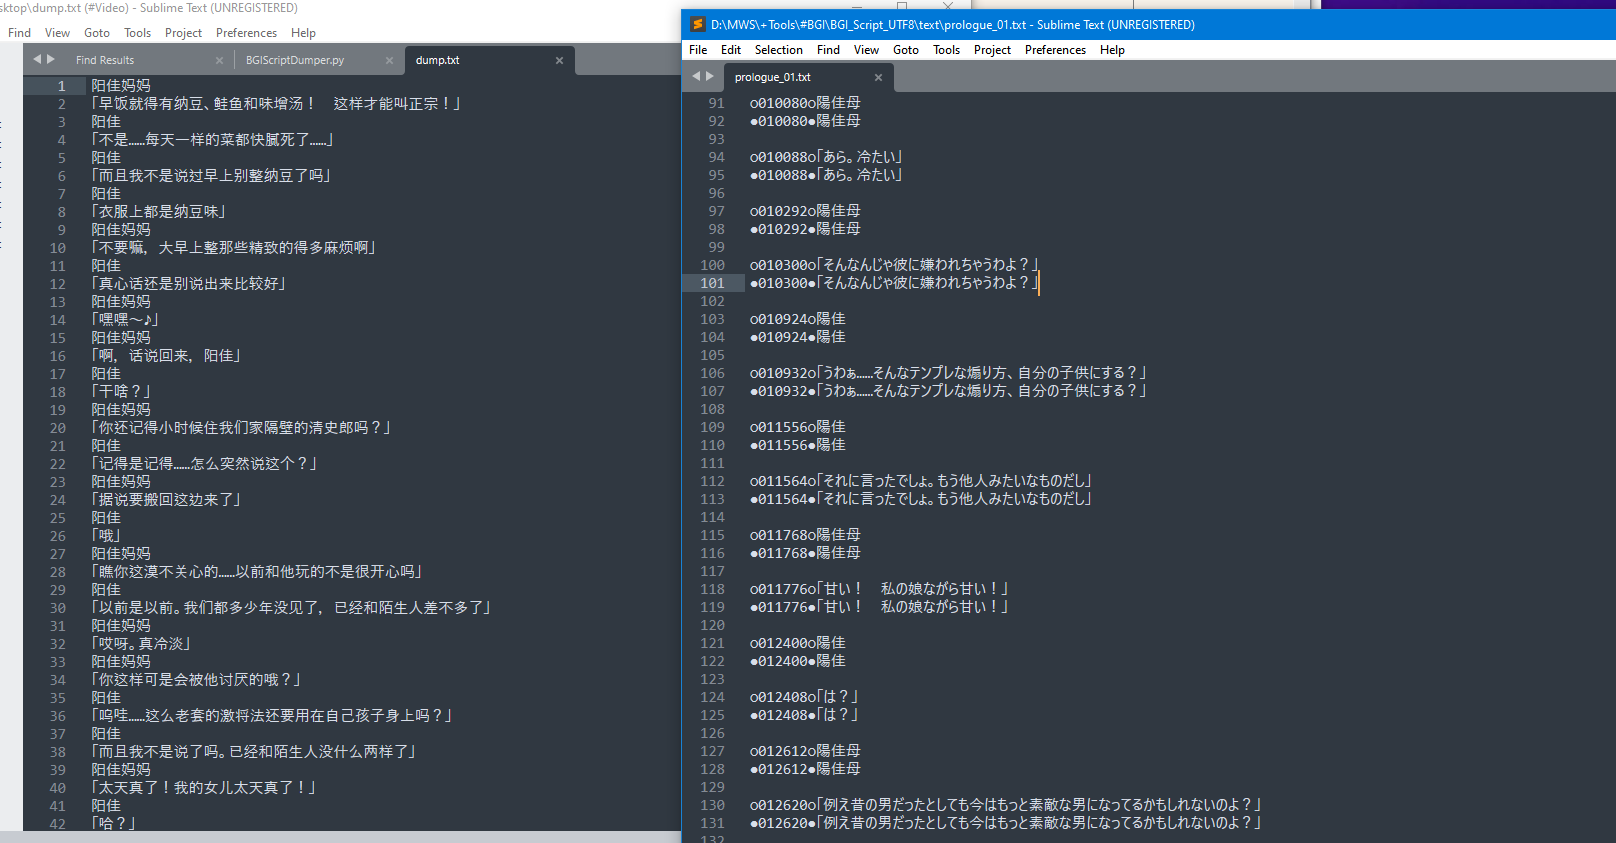 sktop\dump.txt (#Video) - Sublime Text (UNREGISTERED)
Find View Goto Tools Project Preferences Help
Find Results BGIScriptDumper.py dump.txt
1 阳佳妈妈
2 「早饭就得有纳豆、鲑鱼和味增汤！　这样才能叫正宗！」
3 阳佳
4 「不是……每天一样的菜都快腻死了……」
5 阳佳
6 「而且我不是说过早上别整纳豆了吗」
7 阳佳
8 「衣服上都是纳豆味」
9 阳佳妈妈
10 「不要嘛，大早上整那些精致的得多麻烦啊」
11 阳佳
12 「真心话还是别说出来比较好」
13 阳佳妈妈
14 「嘿嘿～♪」
15 阳佳妈妈
16 「啊，话说回来，阳佳」
17 阳佳
18 「干啥？」
19 阳佳妈妈
20 「你还记得小时候住我们家隔壁的清史郎吗？」
21 阳佳
22 「记得是记得……怎么突然说这个？」
23 阳佳妈妈
24 「据说要搬回这边来了」
25 阳佳
26 「哦」
27 阳佳妈妈
28 「瞧你这漠不关心的……以前和他玩的不是很开心吗」
29 阳佳
30 「以前是以前。我们都多少年没见了，已经和陌生人差不多了」
31 阳佳妈妈
32 「哎呀。真冷淡」
33 阳佳妈妈
34 「你这样可是会被他讨厌的哦？」
35 阳佳
36 「呜哇……这么老套的激将法还要用在自己孩子身上吗？」
37 阳佳
38 「而且我不是说了吗。已经和陌生人没什么两样了」
39 阳佳妈妈
40 「太天真了！我的女儿太天真了！」
41 阳佳
42 「哈？」
D:\MWS\+Tools\#BGI\BGI_Script_UTF8\text\prologue_01.txt - Sublime Text (UNREGISTERED)
File Edit Selection Find View Goto Tools Project Preferences Help
prologue_01.txt
91 ○010080○陽佳母
92 ●010080●陽佳母
93
94 ○010088○「あら。冷たい」
95 ●010088●「あら。冷たい」
96
97 ○010292○陽佳母
98 ●010292●陽佳母
99
100 ○010300○「そんなんじゃ彼に嫌われちゃうわよ？」
101 ●010300●「そんなんじゃ彼に嫌われちゃうわよ？」
102
103 ○010924○陽佳
104 ●010924●陽佳
105
106 ○010932○「うわぁ……そんなテンプレな煽り方、自分の子供にする？」
107 ●010932●「うわぁ……そんなテンプレな煽り方、自分の子供にする？」
108
109 ○011556○陽佳
110 ●011556●陽佳
111
112 ○011564○「それに言ったでしょ。もう他人みたいなものだし」
113 ●011564●「それに言ったでしょ。もう他人みたいなものだし」
114
115 ○011768○陽佳母
116 ●011768●陽佳母
117
118 ○011776○「甘い！　私の娘ながら甘い！」
119 ●011776●「甘い！　私の娘ながら甘い！」
120
121 ○012400○陽佳
122 ●012400●陽佳
123
124 ○012408○「は？」
125 ●012408●「は？」
126
127 ○012612○陽佳母
128 ●012612●陽佳母
129
130 ○012620○「例え昔の男だったとしても今はもっと素敵な男になってるかもしれないのよ？」
131 ●012620●「例え昔の男だったとしても今はもっと素敵な男になってるかもしれないのよ？」
132